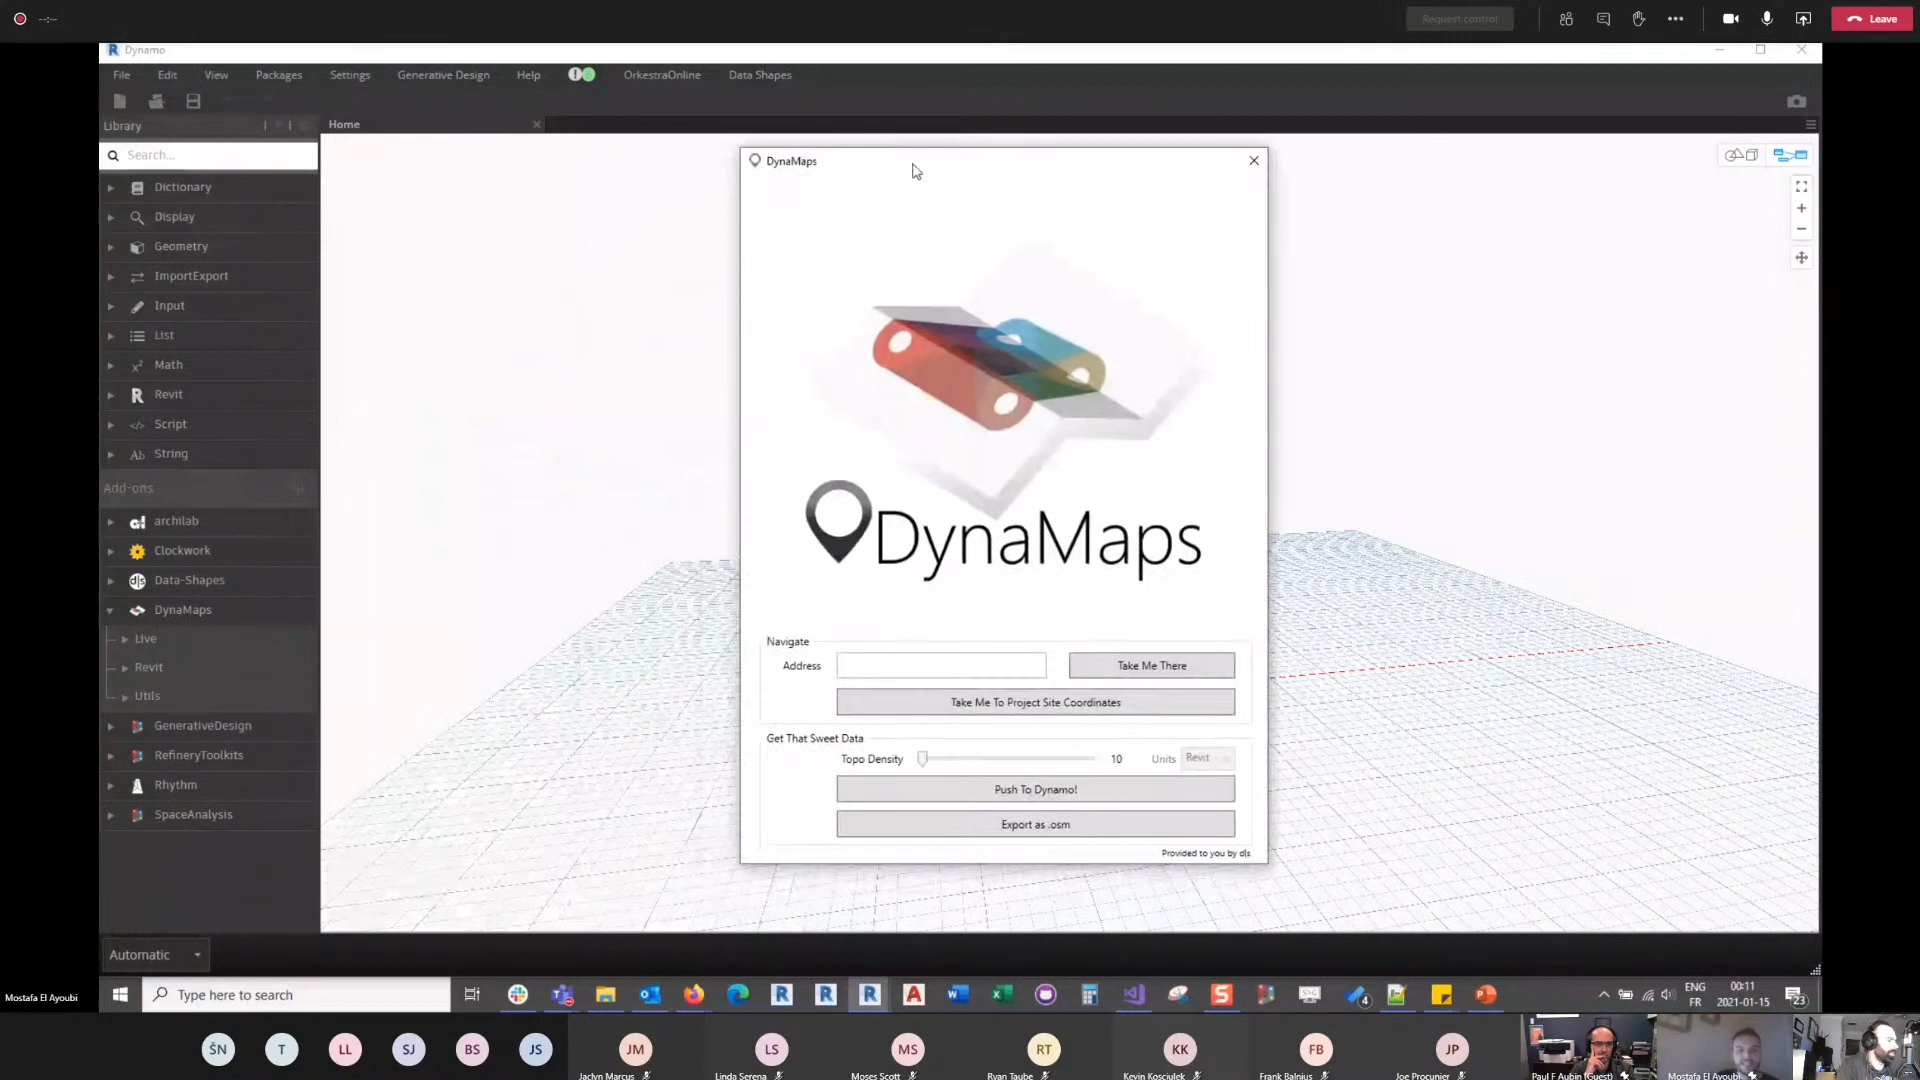 --:--
Request control
Leave
R Dynamo
File Edit View Packages Settings Generative Design Help OrkestraOnline Data Shapes
Library
Home
Search...
Dictionary
Display
Geometry
ImportExport
Input
List
Math
Revit
Script
String
Add-ons
archilab
Clockwork
Data-Shapes
DynaMaps
Live
Revit
Utils
GenerativeDesign
RefineryToolkits
Rhythm
SpaceAnalysis
DynaMaps
DynaMaps
Navigate
Address
Take Me There
Take Me To Project Site Coordinates
Get That Sweet Data
Topo Density 10 Units Revit
Push To Dynamo!
Export as .osm
Provided to you by d|s
Automatic
Mostafa El Ayoubi
Type here to search
4
ENG
FR
00:11
2021-01-15
23
ŠN T LL SJ BS JS JM LS MS RT KK FB JP
Jaclyn Marcus Linda Serena Moses Scott Ryan Taube Kevin Kosciulek Frank Balnius Joe Procunier Paul F Aubin (Guest) Mostafa El Ayoubi